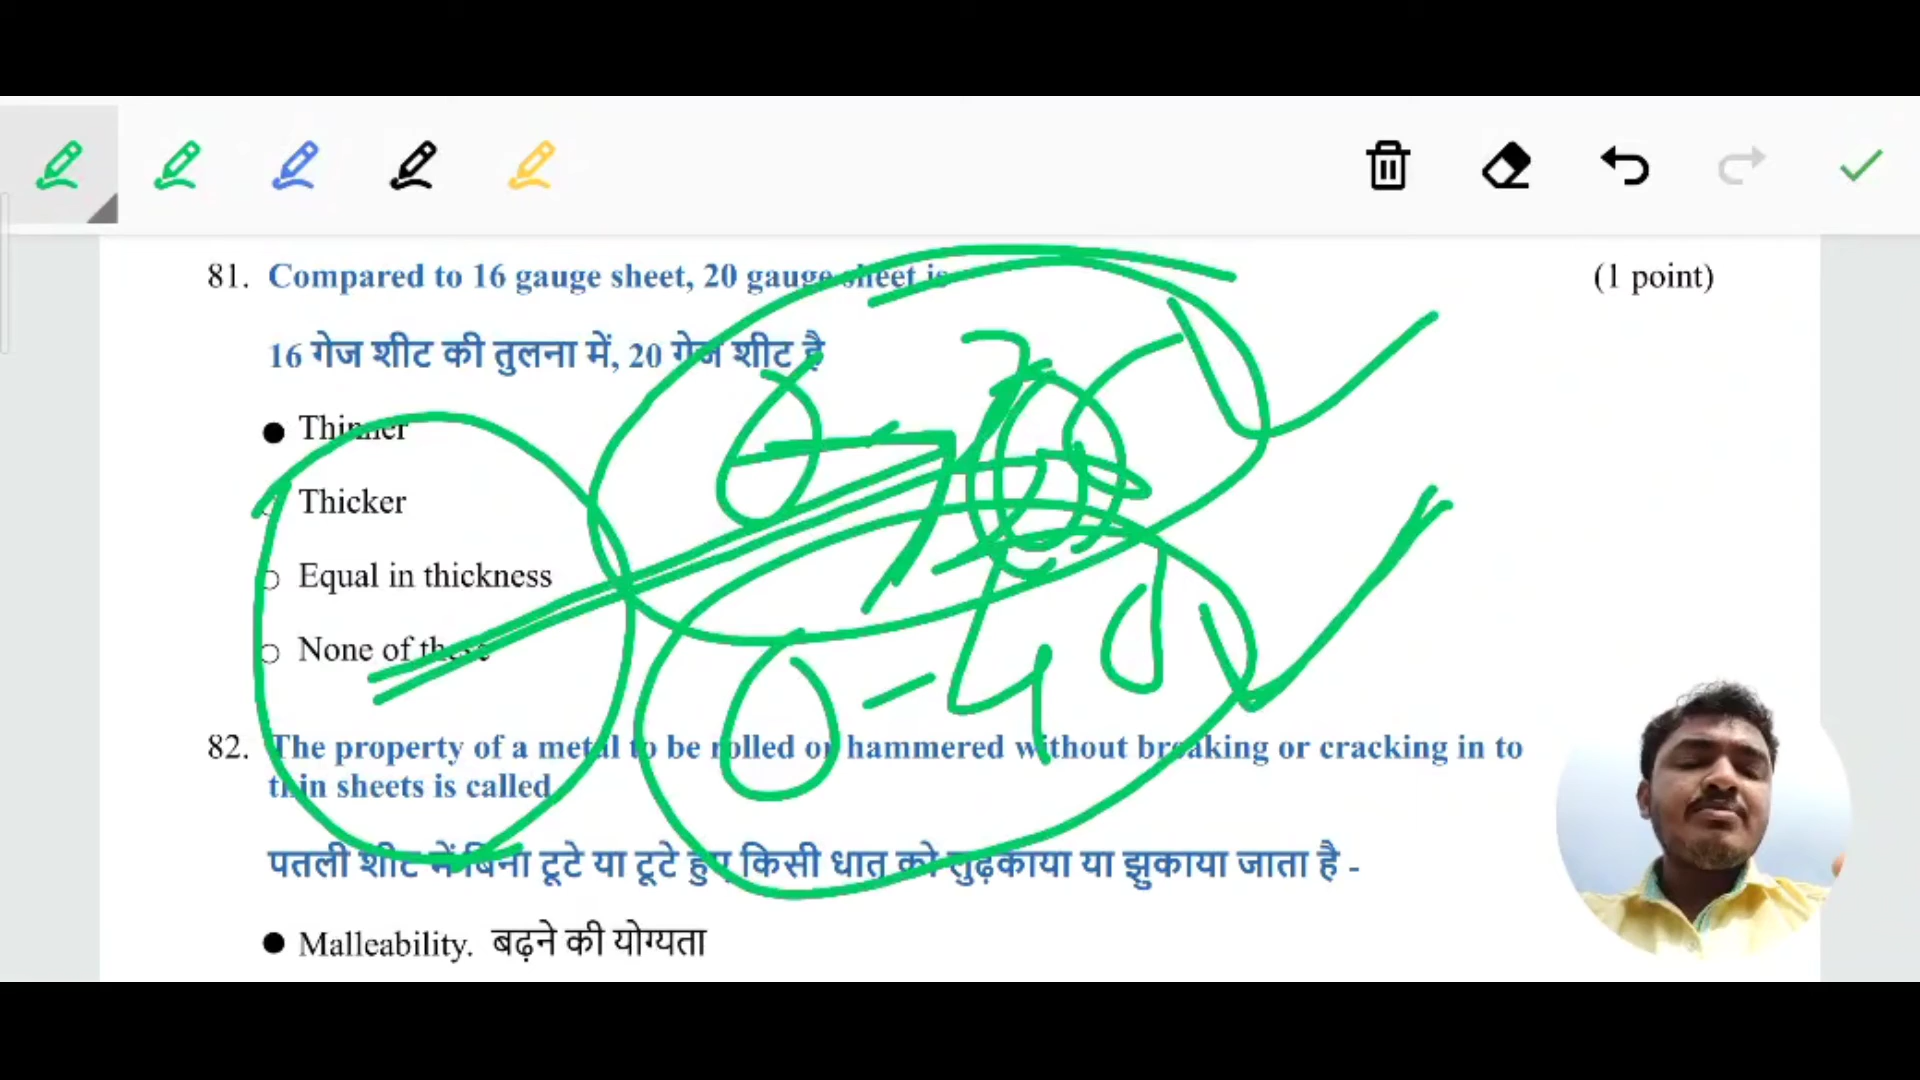 81. Compared to 16 gauge sheet, 20 gauge sheet is (1 point)
16 गेज शीट की तुलना में, 20 गेज शीट है
Thinner
Thicker
Equal in thickness
None of these
82. The property of a metal to be rolled or hammered without breaking or cracking in to
thin sheets is called
पतली शीट में बिना टूटे या टूटे हुए किसी धातु को लुढ़काया या झुकाया जाता है -
Malleability. बढ़ने की योग्यता